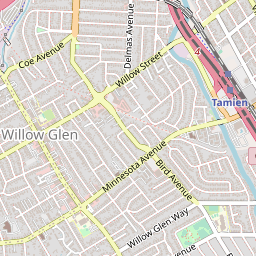 Coe Avenue
Delmas Avenue
Willow Street
Tamien
Willow Glen
Minnesota Avenue
Bird Avenue
Willow Glen Way